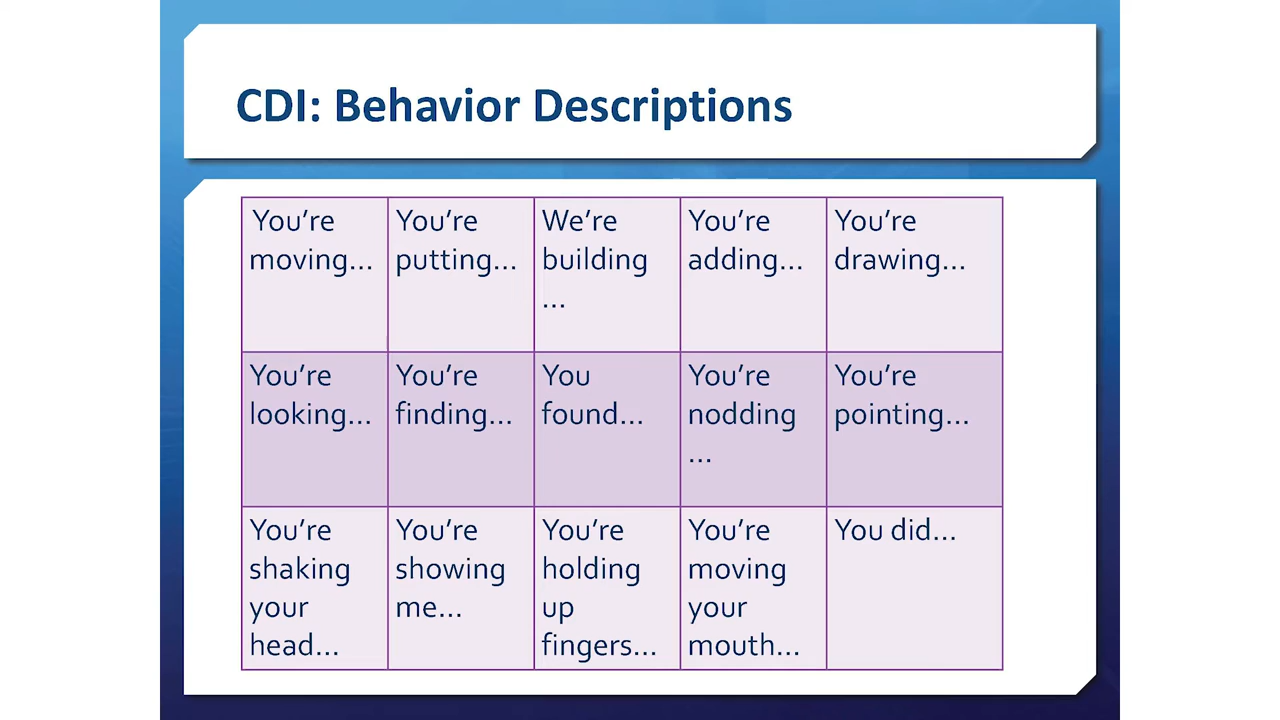 CDI: Behavior Descriptions
You’re
moving…
You’re
putting…
We’re
building
…
You’re
adding…
You’re
drawing…
You’re
looking…
You’re
finding…
You
found…
You’re
nodding
…
You’re
pointing…
You’re
shaking
your
head…
You’re
showing
me…
You’re
holding
up
fingers…
You’re
moving
your
mouth…
You did…